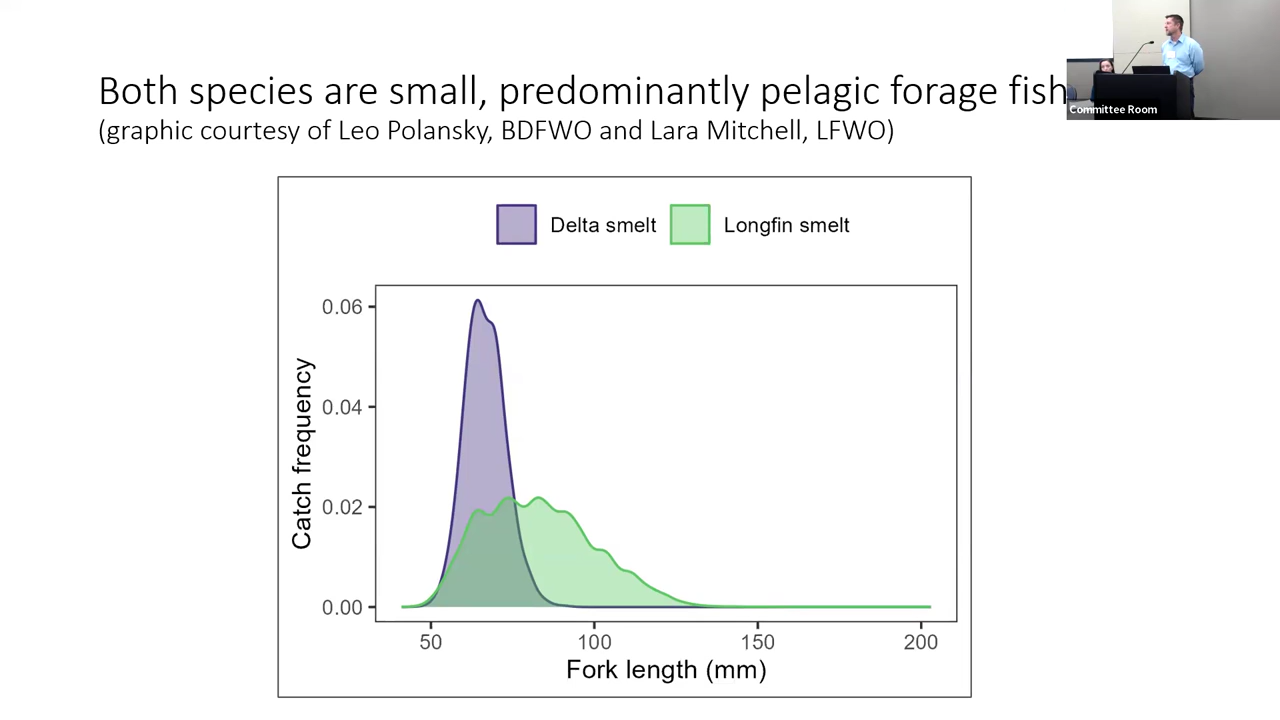 Both species are small, predominantly pelagic forage fish
(graphic courtesy of Leo Polansky, BDFWO and Lara Mitchell, LFWO)
Committee Room
Delta smelt
Longfin smelt
Catch frequency
0.06
0.04
0.02
0.00
50
100
150
200
Fork length (mm)